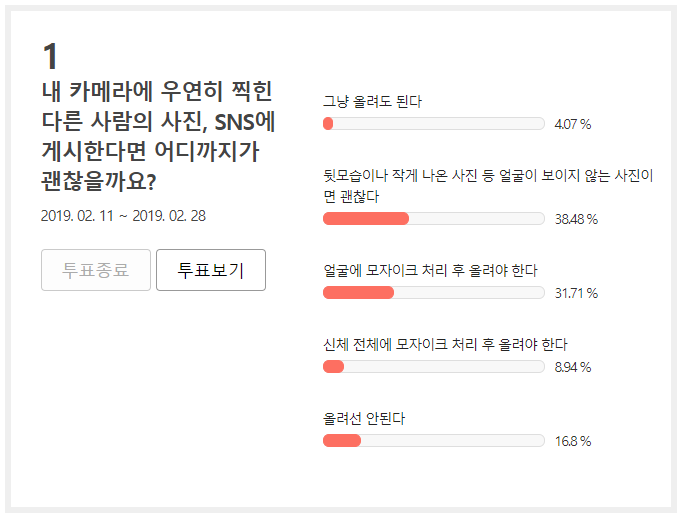 1
내 카메라에 우연히 찍힌
다른 사람의 사진, SNS에
게시한다면 어디까지가
괜찮을까요?
2019. 02. 11 ~ 2019. 02. 28
투표종료
투표보기
그냥 올려도 된다
4.07 %
뒷모습이나 작게 나온 사진 등 얼굴이 보이지 않는 사진이
면 괜찮다
38.48 %
얼굴에 모자이크 처리 후 올려야 한다
31.71 %
신체 전체에 모자이크 처리 후 올려야 한다
8.94 %
올려선 안된다
16.8 %